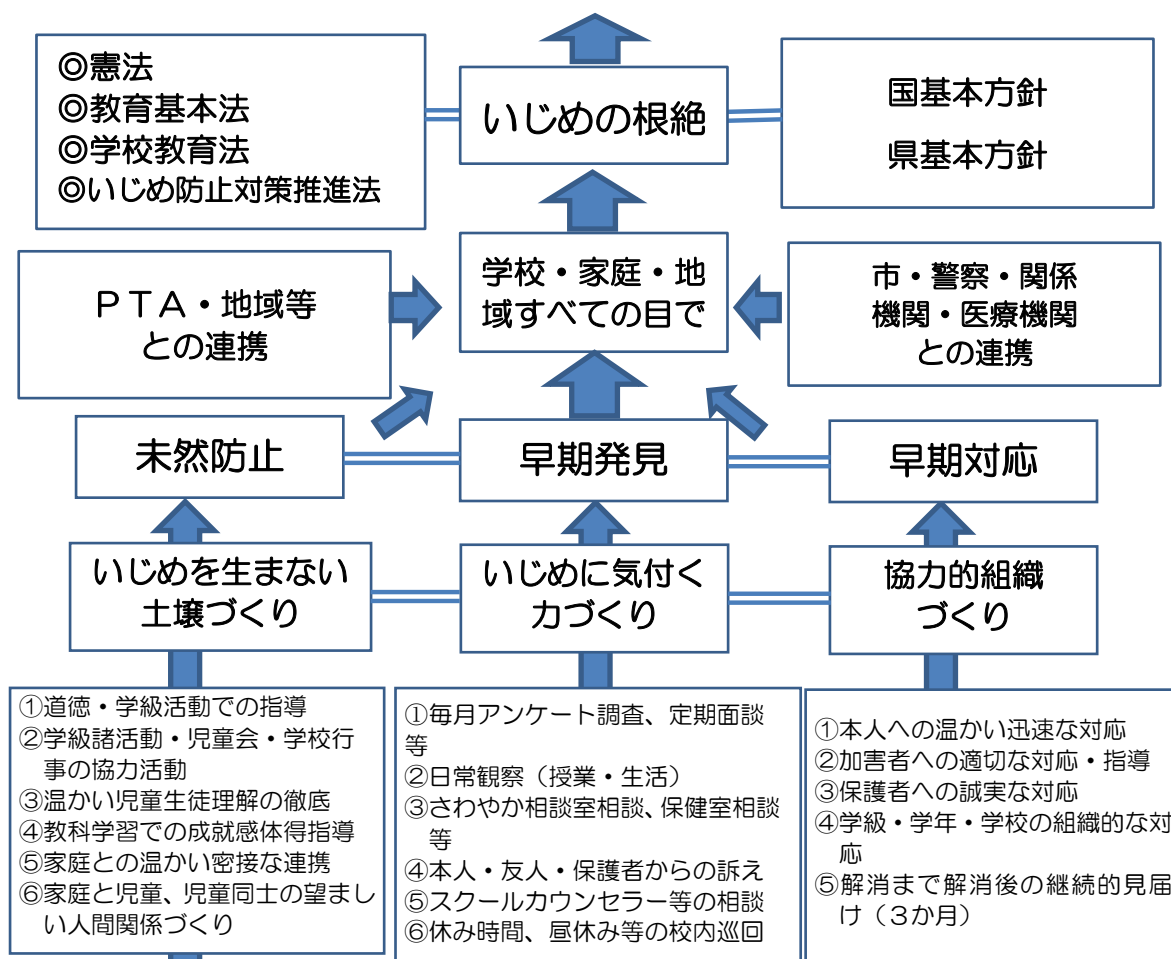 ◎憲法
◎教育基本法
◎学校教育法
◎いじめ防止対策推進法
いじめの根絶
国基本方針
県基本方針
ＰＴＡ・地域等
との連携
学校・家庭・地
域すべての目で
市・警察・関係
機関・医療機関
との連携
未然防止
早期発見
早期対応
いじめを生まない
土壌づくり
いじめに気付く
力づくり
協力的組織
づくり
①道徳・学級活動での指導
②学級諸活動・児童会・学校行
事の協力活動
③温かい児童生徒理解の徹底
④教科学習での成就感体得指導
⑤家庭との温かい密接な連携
⑥家庭と児童、児童同士の望まし
い人間関係づくり
①毎月アンケート調査、定期面談
等
②日常観察（授業・生活）
③さわやか相談室相談、保健室相談
等
④本人・友人・保護者からの訴え
⑤スクールカウンセラー等の相談
⑥休み時間、昼休み等の校内巡回
①本人への温かい迅速な対応
②加害者への適切な対応・指導
③保護者への誠実な対応
④学級・学年・学校の組織的な対
応
⑤解消まで解消後の継続的見届
け（３か月）